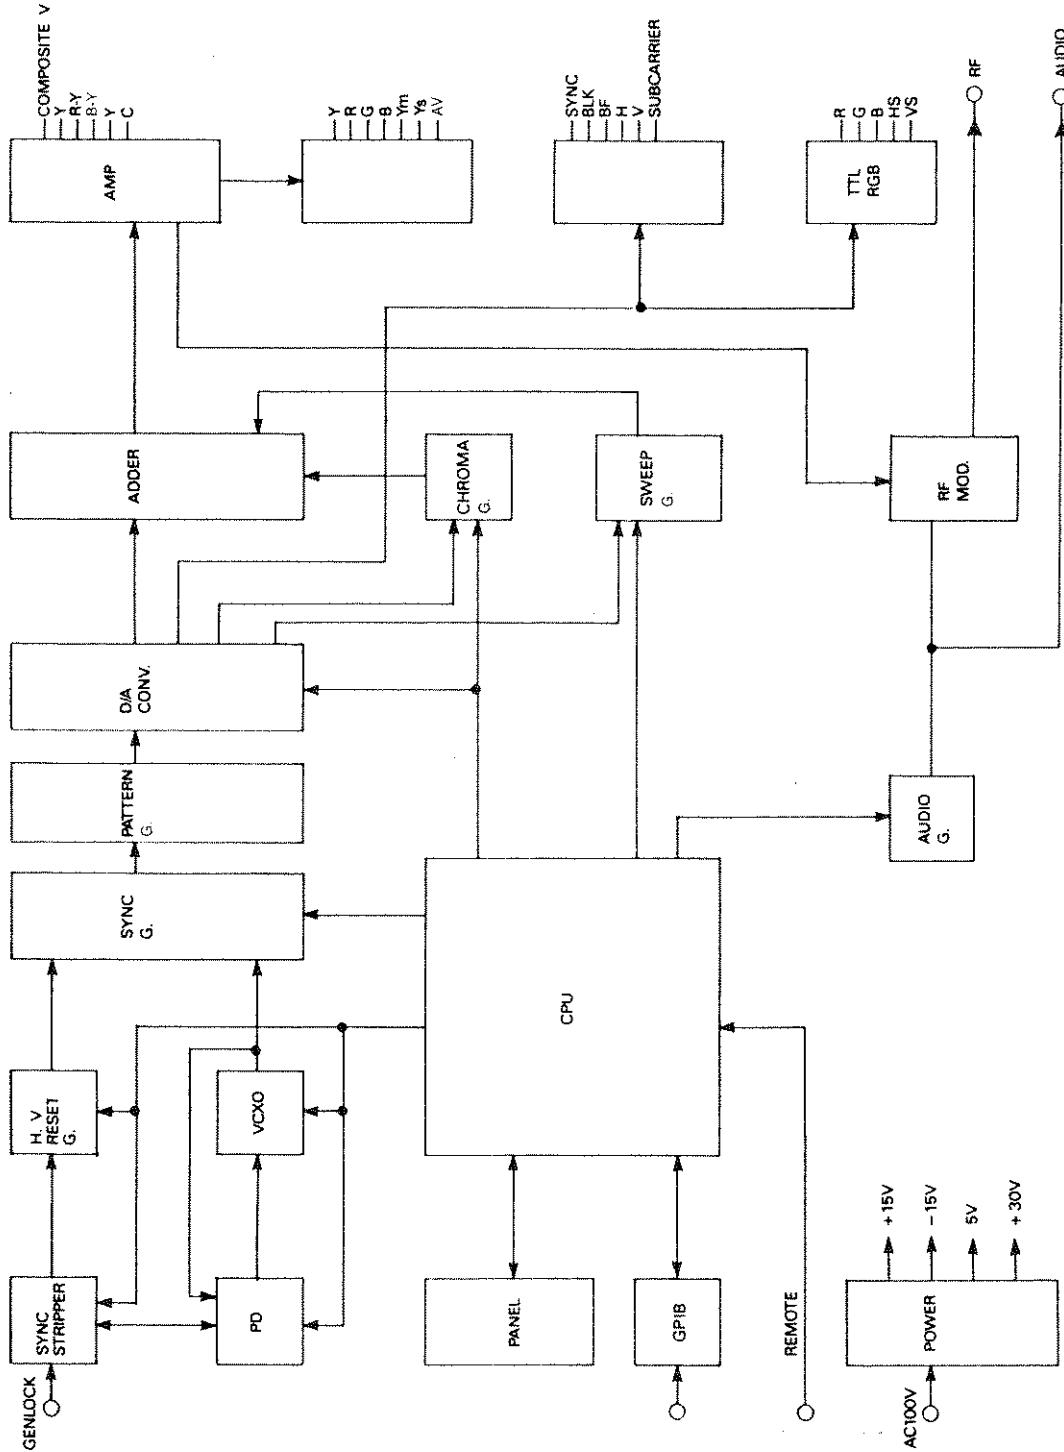 GENLOCK
SYNC
STRIPPER
H. V
RESET
G.
SYNC
G.
PATTERN
G.
D/A
CONV.
ADDER
AMP
COMPOSITE V
Y
R-Y
B-Y
Y
C
PD
VCXO
Y
R
G
B
Ym
Ys
AV
PANEL
CPU
CHROMA
G.
SYNC
BLK
BF
H
V
SUBCARRIER
GPIB
SWEEP
G.
REMOTE
TTL
RGB
R
G
B
HS
VS
AC100V
POWER
+15V
-15V
5V
+30V
AUDIO
G.
RF
MOD.
RF
AUDIO